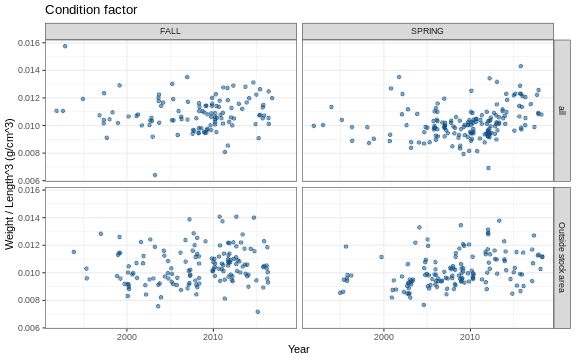 Condition factor
FALL
SPRING
0.016
0.014
0.012
0.010
0.008
0.006
all
0.016
0.014
0.012
0.010
0.008
0.006
Outside stock area
Weight / Length^3 (g/cm^3)
2000
2010
2000
2010
Year